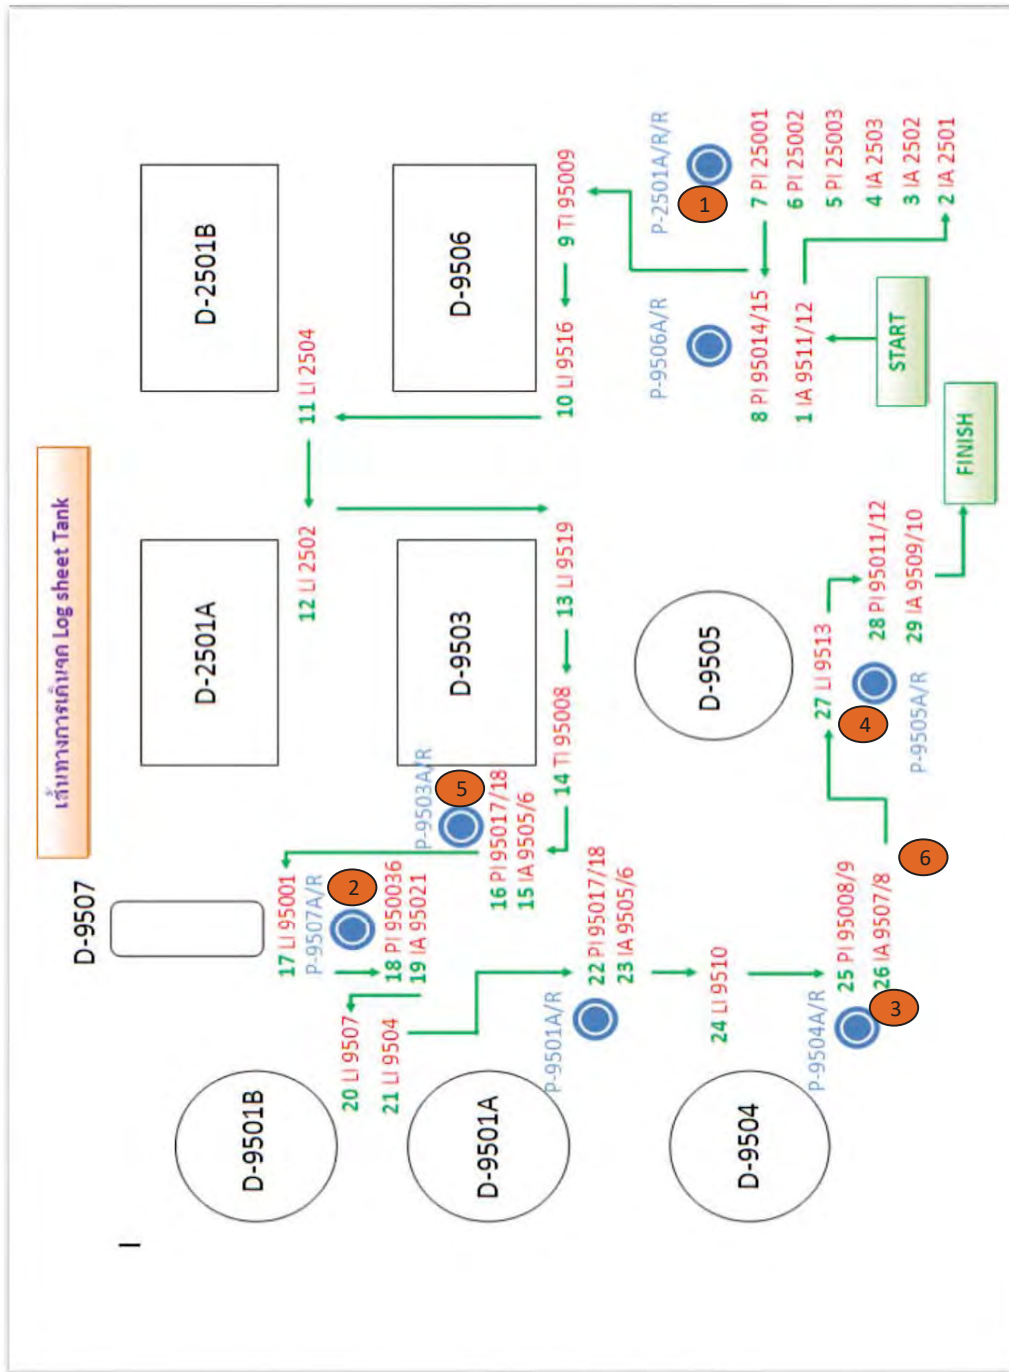 เส้นทางการเดินจด Log sheet Tank
D-9507
D-2501A
D-2501B
17 LI 95001
P-9507A/R
2
18 PI 950036
19 IA 95021
12 LI 2502
11 LI 2504
D-9501B
20 LI 9507
21 LI 9504
P-9503A/R
5
D-9503
D-9506
16 PI 95017/18
15 IA 9505/6
14 TI 95008
13 LI 9519
10 LI 9516
9 TI 95009
D-9501A
P-9501A/R
22 PI 95017/18
23 IA 9505/6
D-9505
P-9506A/R
P-2501A/R/R
1
24 LI 9510
8 PI 95014/15
7 PI 25001
1 IA 9511/12
6 PI 25002
5 PI 25003
4 IA 2503
3 IA 2502
2 IA 2501
START
D-9504
P-9504A/R
25 PI 95008/9
26 IA 9507/8
3
6
27 LI 9513
4
P-9505A/R
28 PI 95011/12
29 IA 9509/10
FINISH